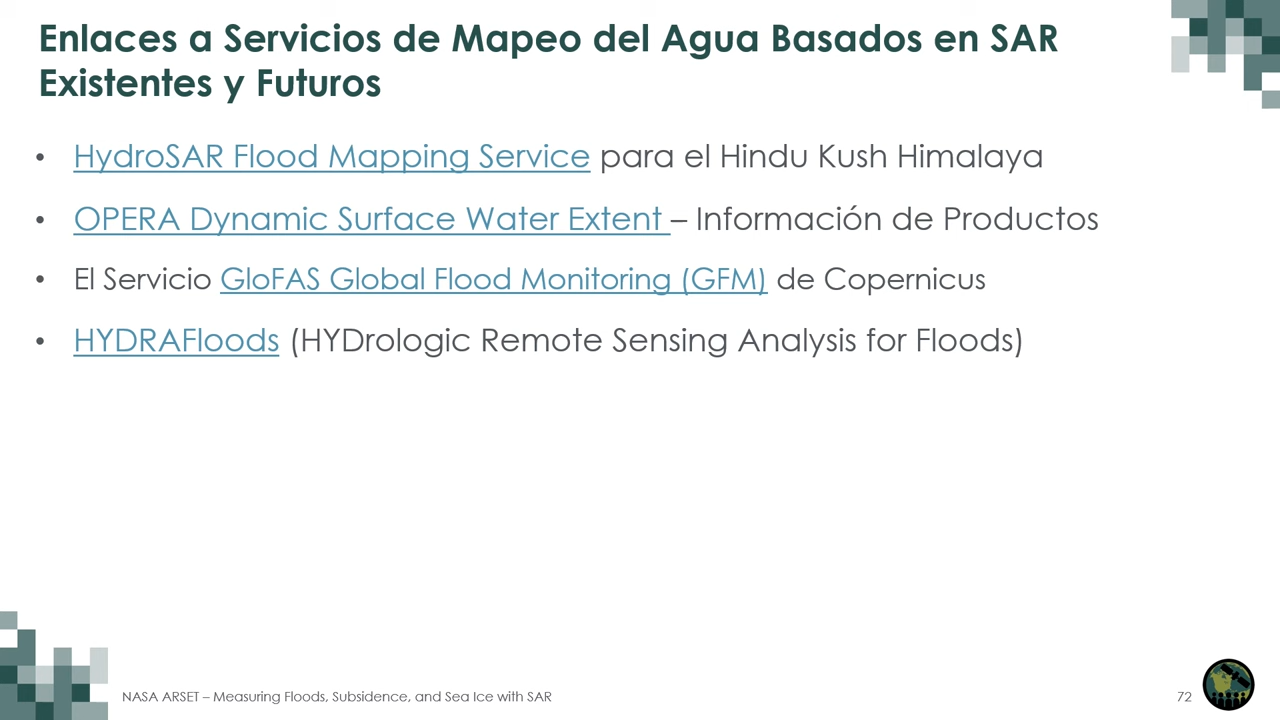 Enlaces a Servicios de Mapeo del Agua Basados en SAR
Existentes y Futuros
• HydroSAR Flood Mapping Service para el Hindu Kush Himalaya
• OPERA Dynamic Surface Water Extent – Información de Productos
• El Servicio GloFAS Global Flood Monitoring (GFM) de Copernicus
• HYDRAFloods (HYDrologic Remote Sensing Analysis for Floods)
NASA ARSET – Measuring Floods, Subsidence, and Sea Ice with SAR
72